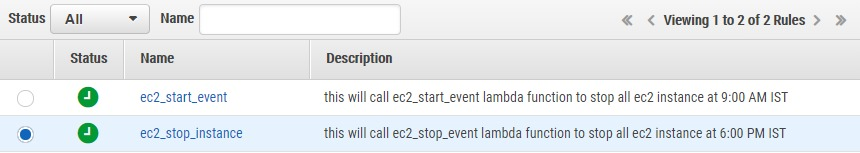 Status All Name Viewing 1 to 2 of 2 Rules
Status Name Description
ec2_start_event this will call ec2_start_event lambda function to stop all ec2 instance at 9:00 AM IST
ec2_stop_instance this will call ec2_stop_event lambda function to stop all ec2 instance at 6:00 PM IST